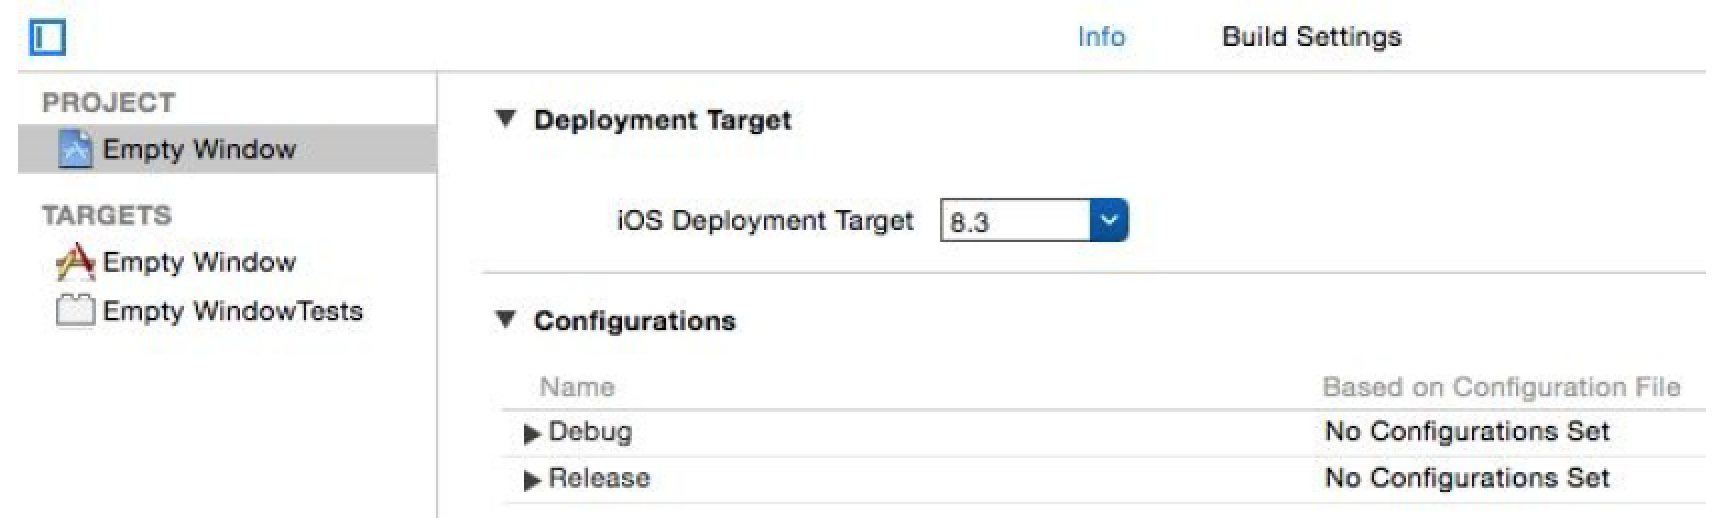 Info Build Settings
PROJECT
Empty Window
TARGETS
Empty Window
Empty WindowTests
Deployment Target
iOS Deployment Target 8.3
Configurations
Name Based on Configuration File
Debug No Configurations Set
Release No Configurations Set